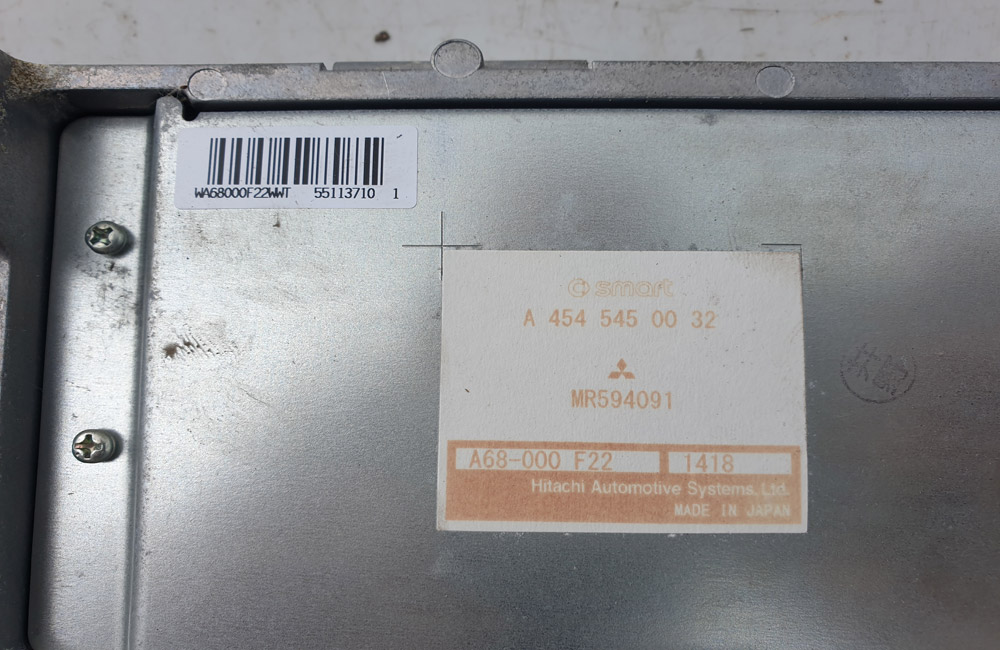 WA68000F22WWT 55113710 1
smart
A 454 545 00 32
MR594091
A68-000 F22 1418
Hitachi Automotive Systems, Ltd.
MADE IN JAPAN